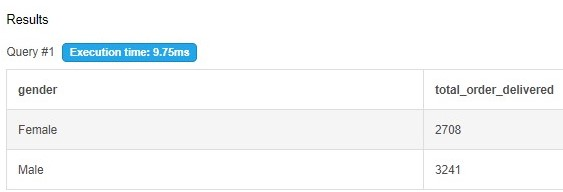 Results
Query #1 Execution time: 9.75ms
gender total_order_delivered
Female 2708
Male 3241